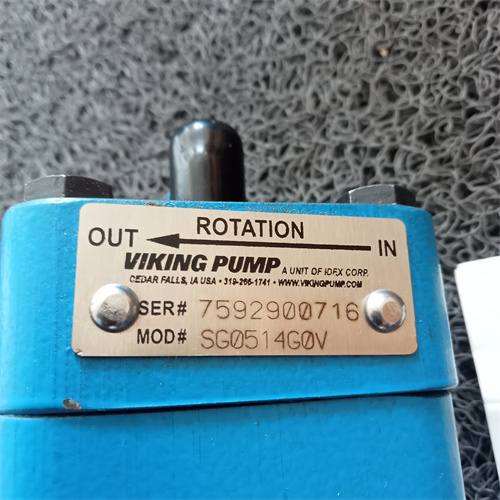 ROTATION
OUT IN
VIKING PUMP A UNIT OF IDEX CORP.
CEDAR FALLS, IA USA • 319-266-1741 • WWW.VIKINGPUMP.COM
SER# 7592900716
MOD# SG0514G0V